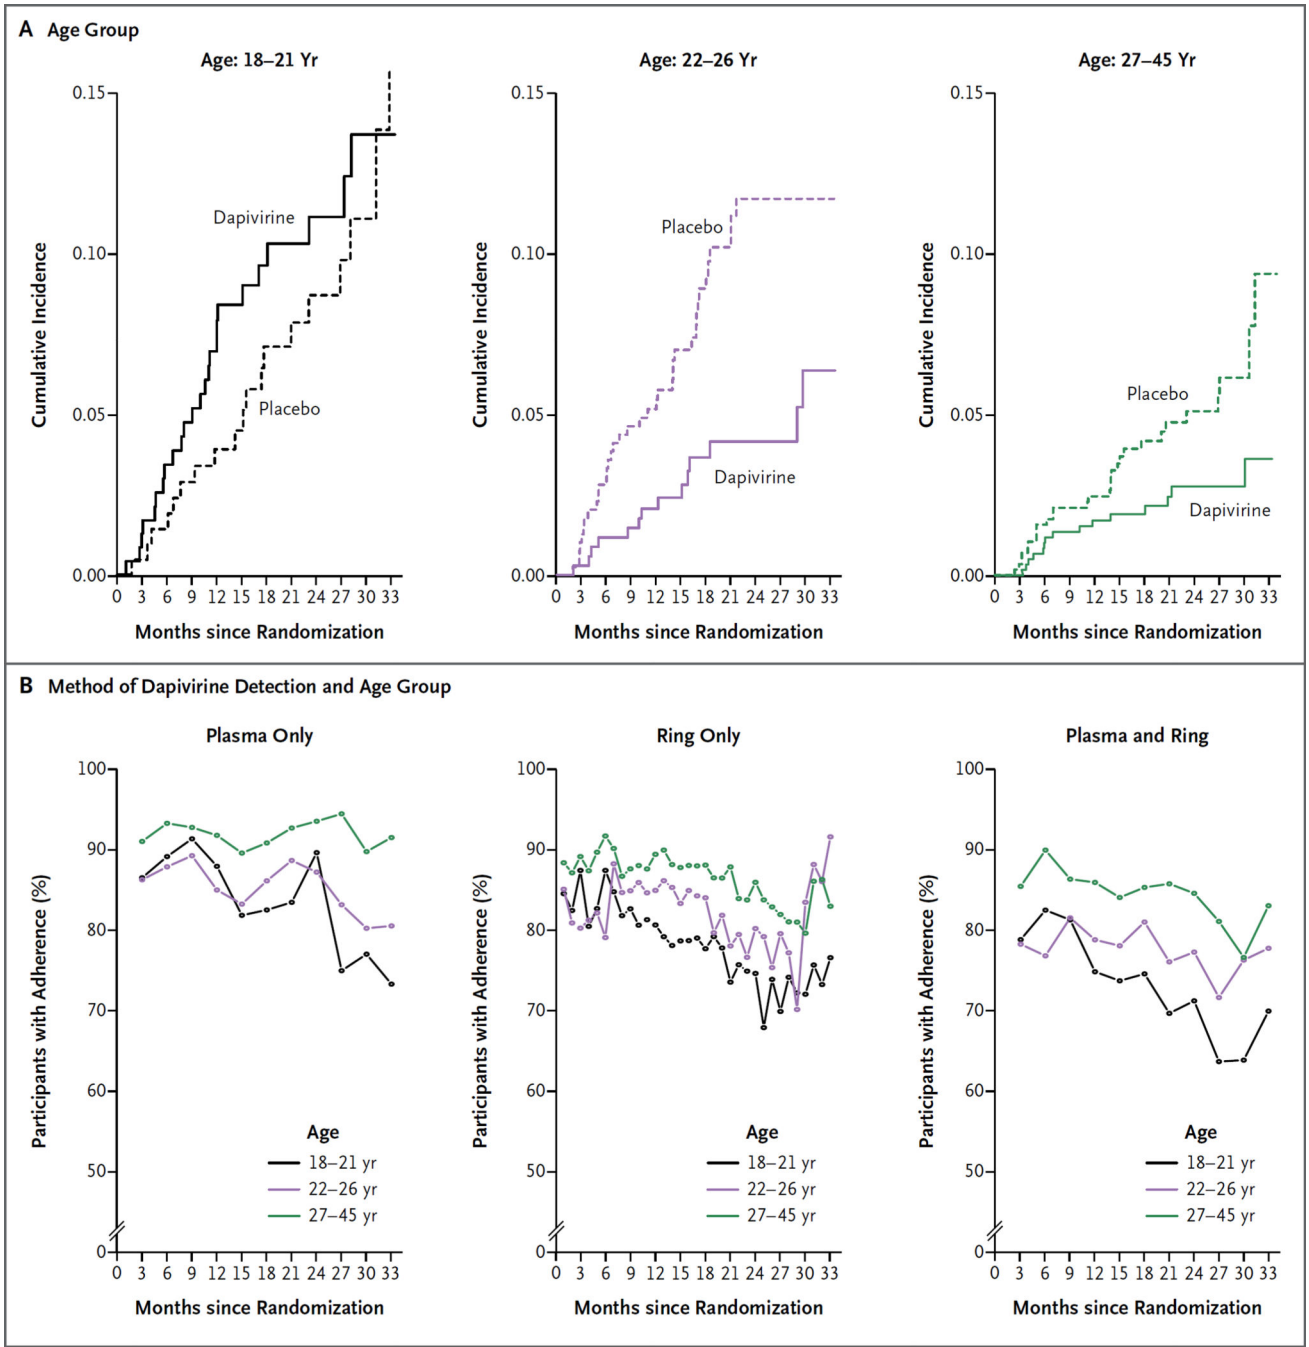 A Age Group
Age: 18–21 Yr
0.15
0.10
0.05
0.00
Cumulative Incidence
Dapivirine
Placebo
0 3 6 9 12 15 18 21 24 27 30 33
Months since Randomization
Age: 22–26 Yr
0.15
0.10
0.05
0.00
Cumulative Incidence
Placebo
Dapivirine
0 3 6 9 12 15 18 21 24 27 30 33
Months since Randomization
Age: 27–45 Yr
0.15
0.10
0.05
0.00
Cumulative Incidence
Placebo
Dapivirine
0 3 6 9 12 15 18 21 24 27 30 33
Months since Randomization
B Method of Dapivirine Detection and Age Group
Plasma Only
100
90
80
70
60
50
0
Participants with Adherence (%)
Age
18–21 yr
22–26 yr
27–45 yr
0 3 6 9 12 15 18 21 24 27 30 33
Months since Randomization
Ring Only
100
90
80
70
60
50
0
Participants with Adherence (%)
Age
18–21 yr
22–26 yr
27–45 yr
0 3 6 9 12 15 18 21 24 27 30 33
Months since Randomization
Plasma and Ring
100
90
80
70
60
50
0
Participants with Adherence (%)
Age
18–21 yr
22–26 yr
27–45 yr
0 3 6 9 12 15 18 21 24 27 30 33
Months since Randomization